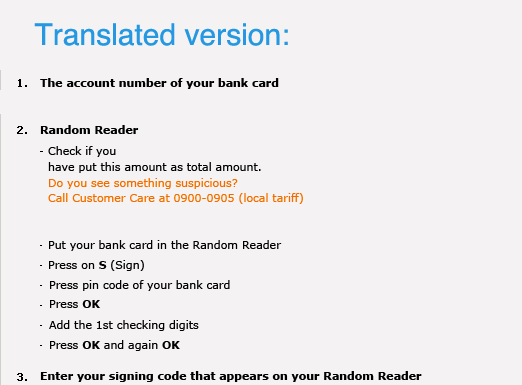 Translated version:
1. The account number of your bank card
2. Random Reader
- Check if you
have put this amount as total amount.
Do you see something suspicious?
Call Customer Care at 0900-0905 (local tariff)
· Put your bank card in the Random Reader
· Press on S (Sign)
· Press pin code of your bank card
· Press OK
· Add the 1st checking digits
· Press OK and again OK
3. Enter your signing code that appears on your Random Reader